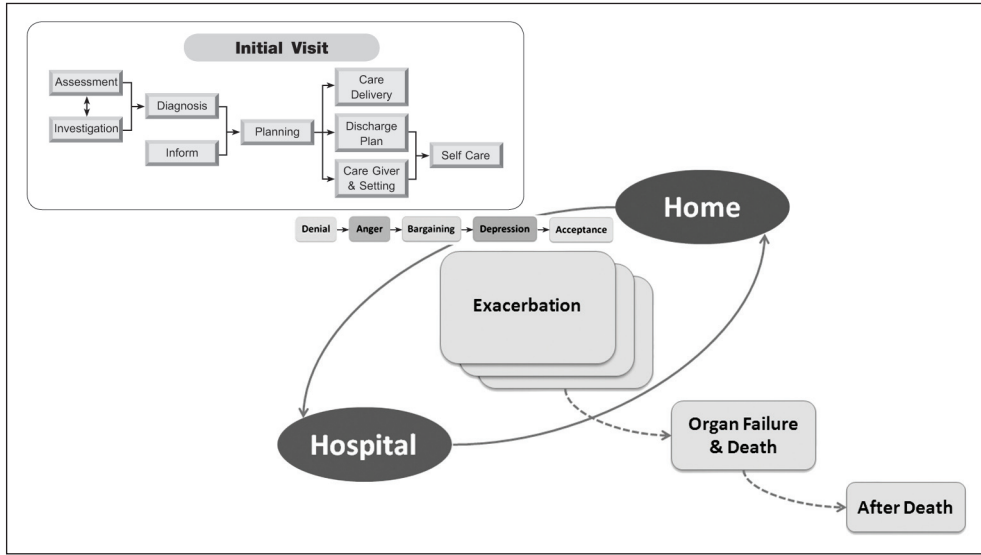 Initial Visit
Assessment
Investigation
Diagnosis
Inform
Planning
Care
Delivery
Discharge
Plan
Care Giver
& Setting
Self Care
Home
Denial
Anger
Bargaining
Depression
Acceptance
Exacerbation
Hospital
Organ Failure
& Death
After Death